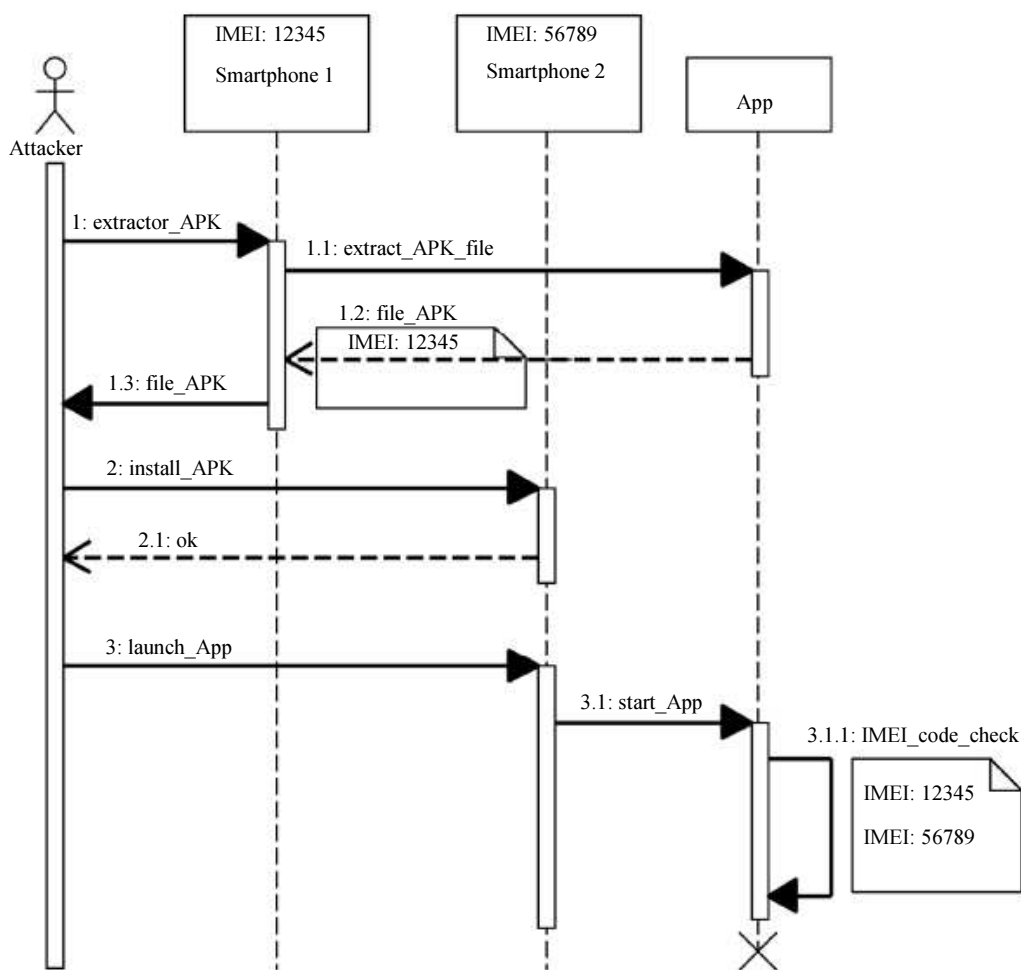 IMEI: 12345
Smartphone 1
IMEI: 56789
Smartphone 2
App
Attacker
1: extractor_APK
1.1: extract_APK_file
1.2: file_APK
IMEI: 12345
1.3: file_APK
2: install_APK
2.1: ok
3: launch_App
3.1: start_App
3.1.1: IMEI_code_check
IMEI: 12345
IMEI: 56789